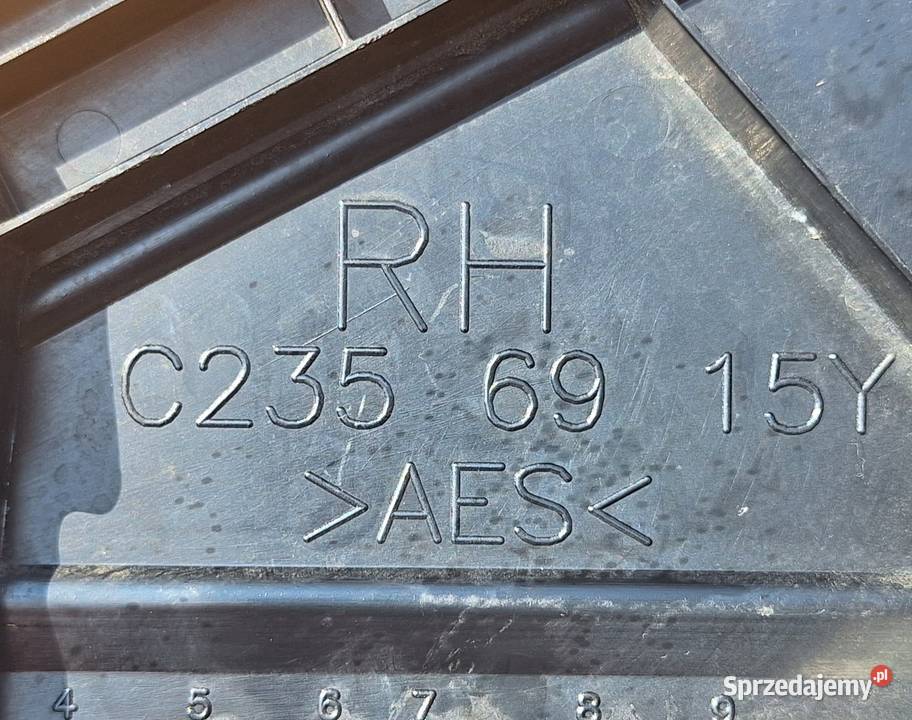 RH
C235 69 15Y
>AES<
4 5 6 7 8 9
Sprzedajemy.pl